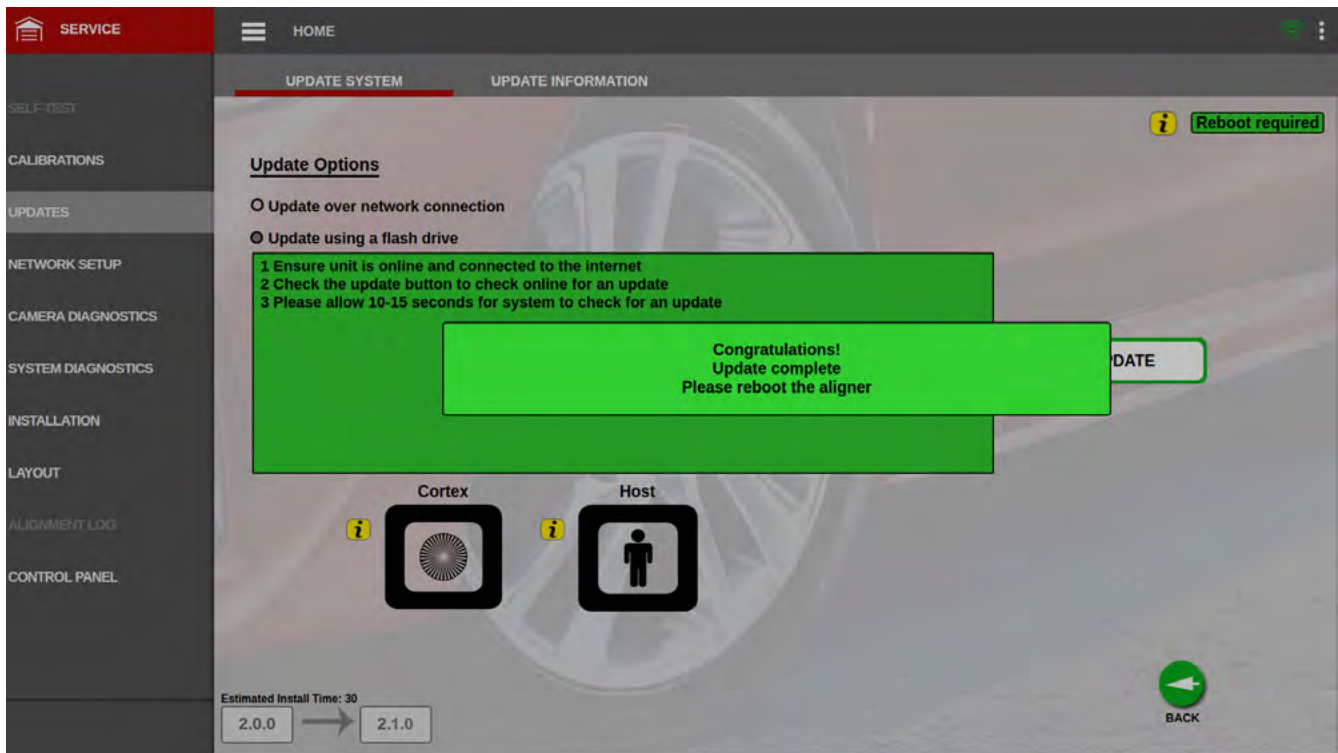 SERVICE
HOME
UPDATE SYSTEM
UPDATE INFORMATION
SELF-TEST
CALIBRATIONS
UPDATES
NETWORK SETUP
CAMERA DIAGNOSTICS
SYSTEM DIAGNOSTICS
INSTALLATION
LAYOUT
ALIGNMENT LOG
CONTROL PANEL
i
Reboot required
Update Options
Update over network connection
Update using a flash drive
1 Ensure unit is online and connected to the internet
2 Check the update button to check online for an update
3 Please allow 10-15 seconds for system to check for an update
Congratulations!
Update complete
Please reboot the aligner
PDATE
Cortex
Host
i
i
Estimated Install Time: 30
2.0.0
2.1.0
BACK